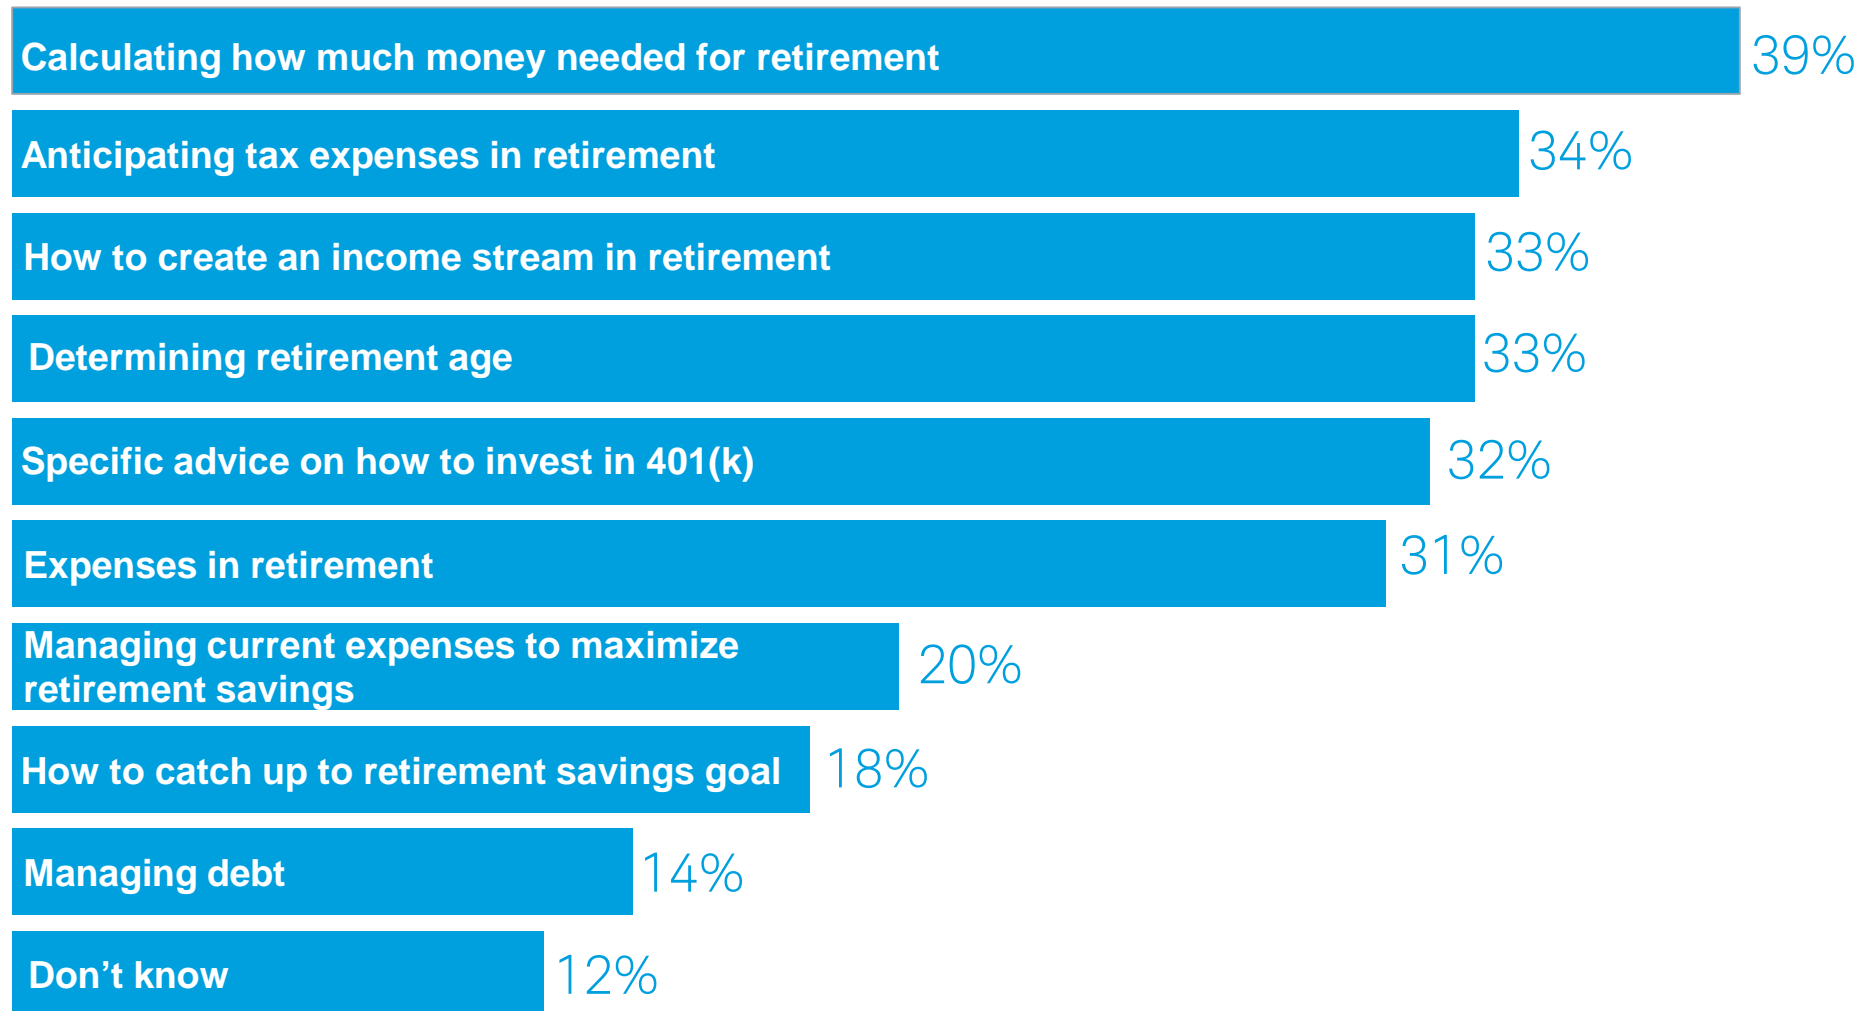 Calculating how much money needed for retirement 39%
Anticipating tax expenses in retirement 34%
How to create an income stream in retirement 33%
Determining retirement age 33%
Specific advice on how to invest in 401(k) 32%
Expenses in retirement 31%
Managing current expenses to maximize
retirement savings 20%
How to catch up to retirement savings goal 18%
Managing debt 14%
Don’t know 12%